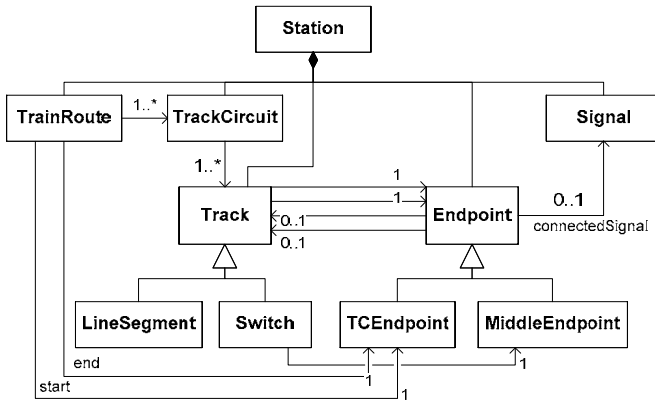 Station
TrainRoute
1..*
TrackCircuit
Signal
1..*
1
Track
1
Endpoint
0..1
0..1
0..1
connectedSignal
LineSegment
Switch
TCEndpoint
MiddleEndpoint
end
1
1
start
1